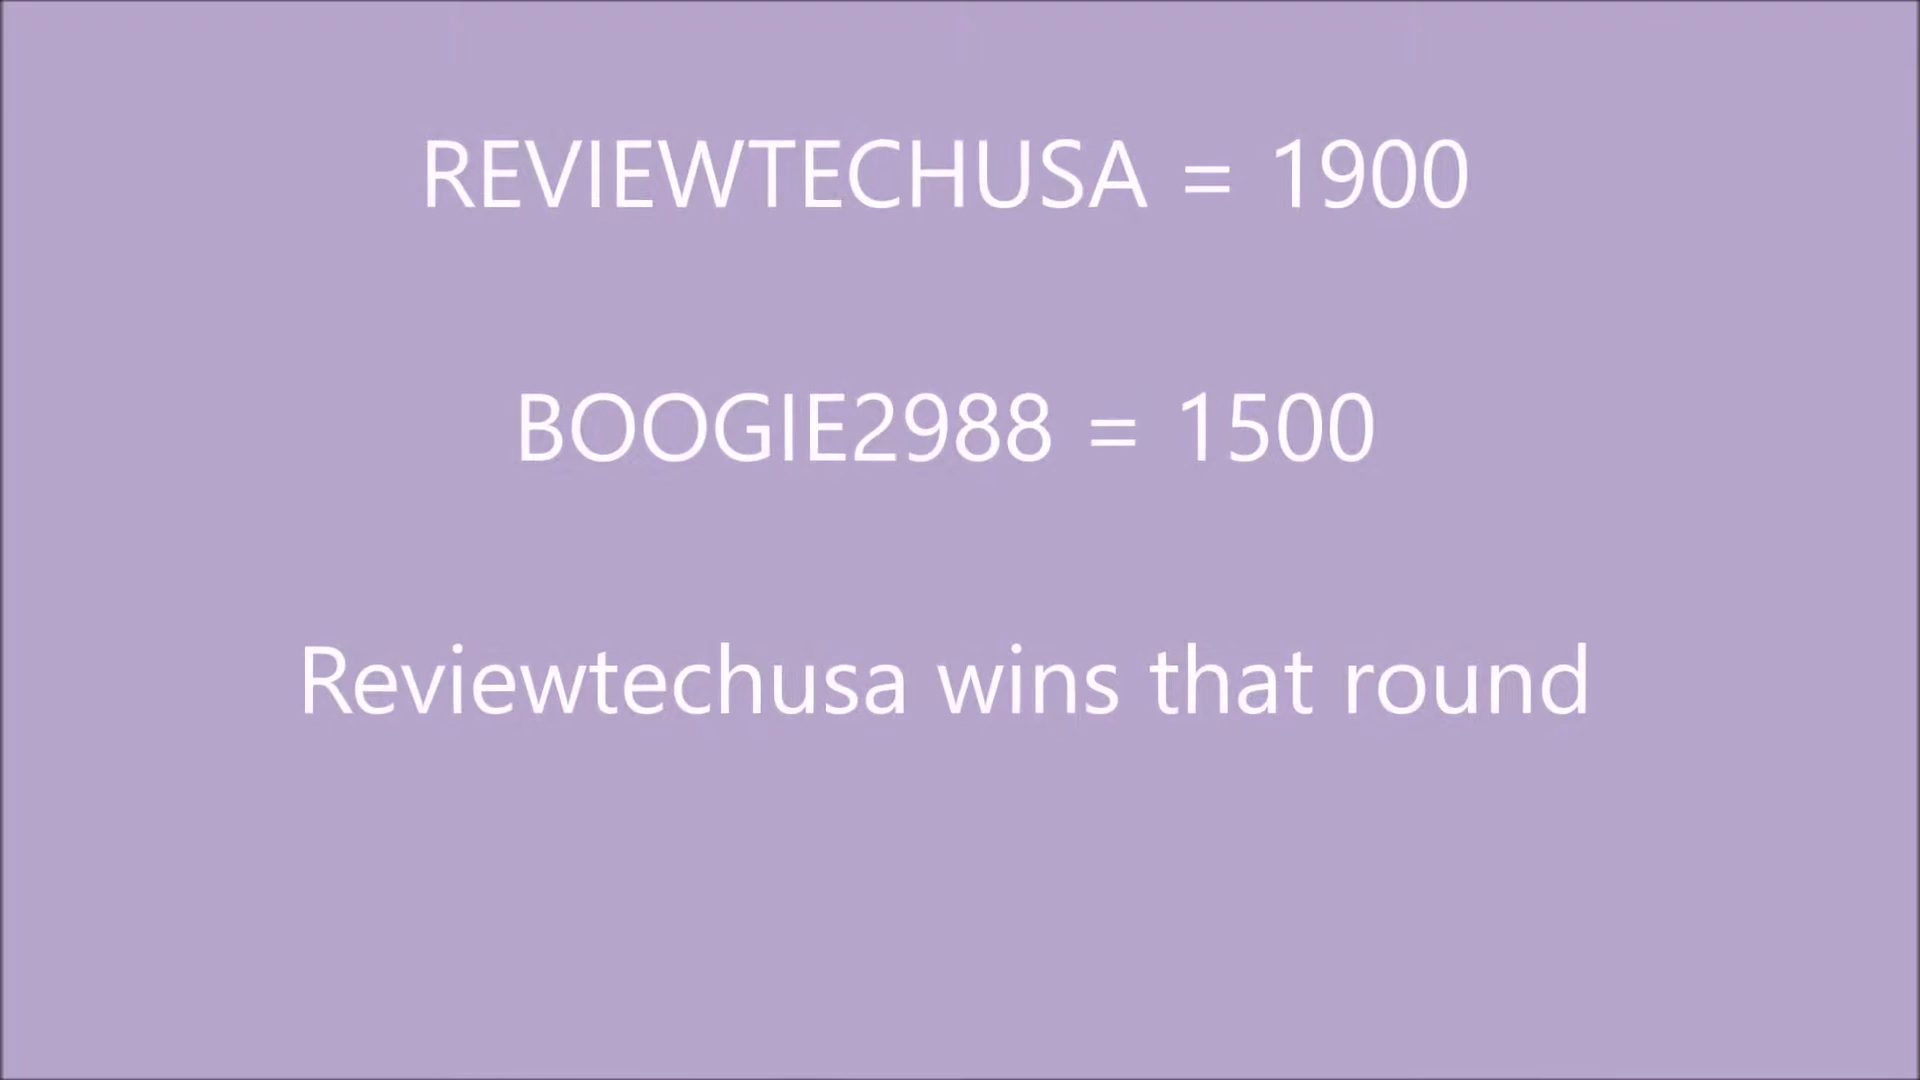 REVIEWTECHUSA = 1900
BOOGIE2988 = 1500
Reviewtechusa wins that round